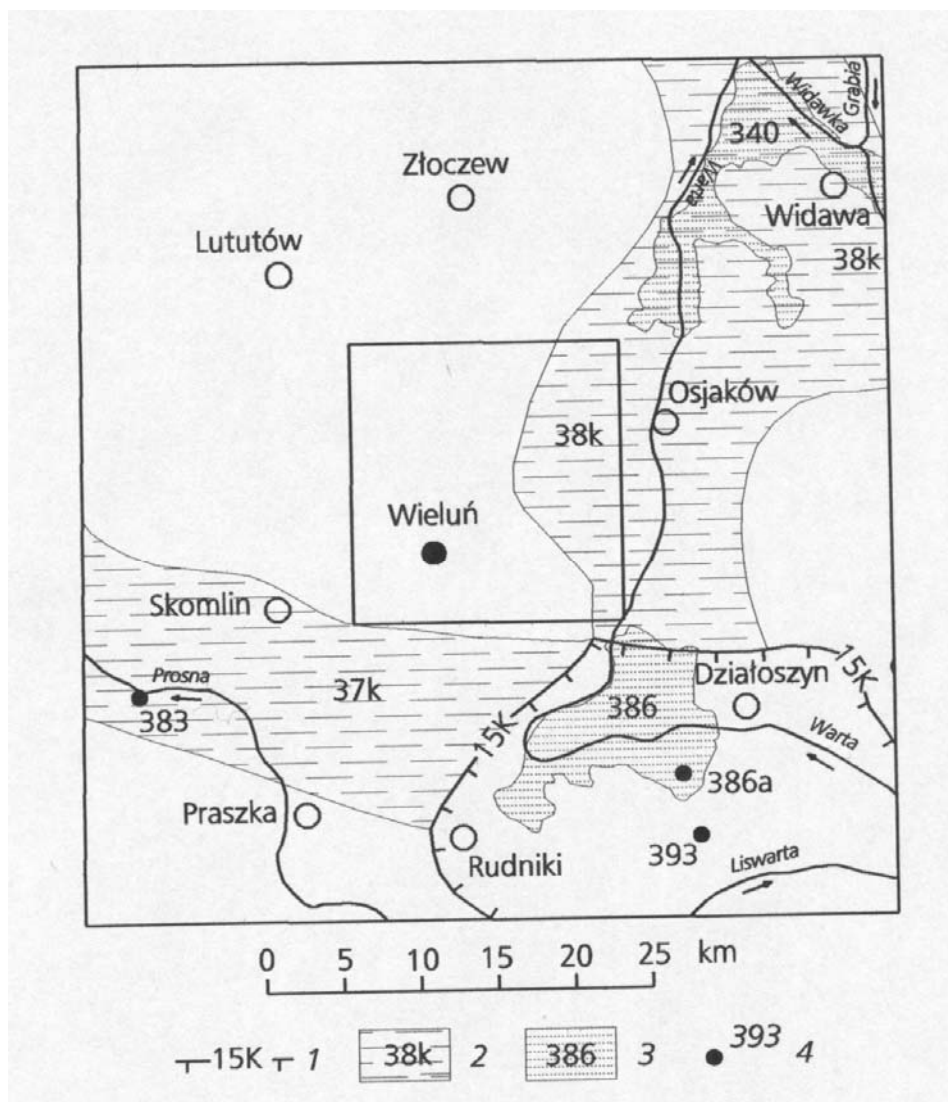 Widawka
Grabia
340
Złoczew
Warta
Widawa
Lututów
38k
Osjaków
38k
Wieluń
Skomlin
Prosna
37k
383
15K
386
Działoszyn
15K
Warta
386a
Praszka
393
Rudniki
Liswarta
0 5 10 15 20 25 km
15K 1 38k 2 386 3 393 4